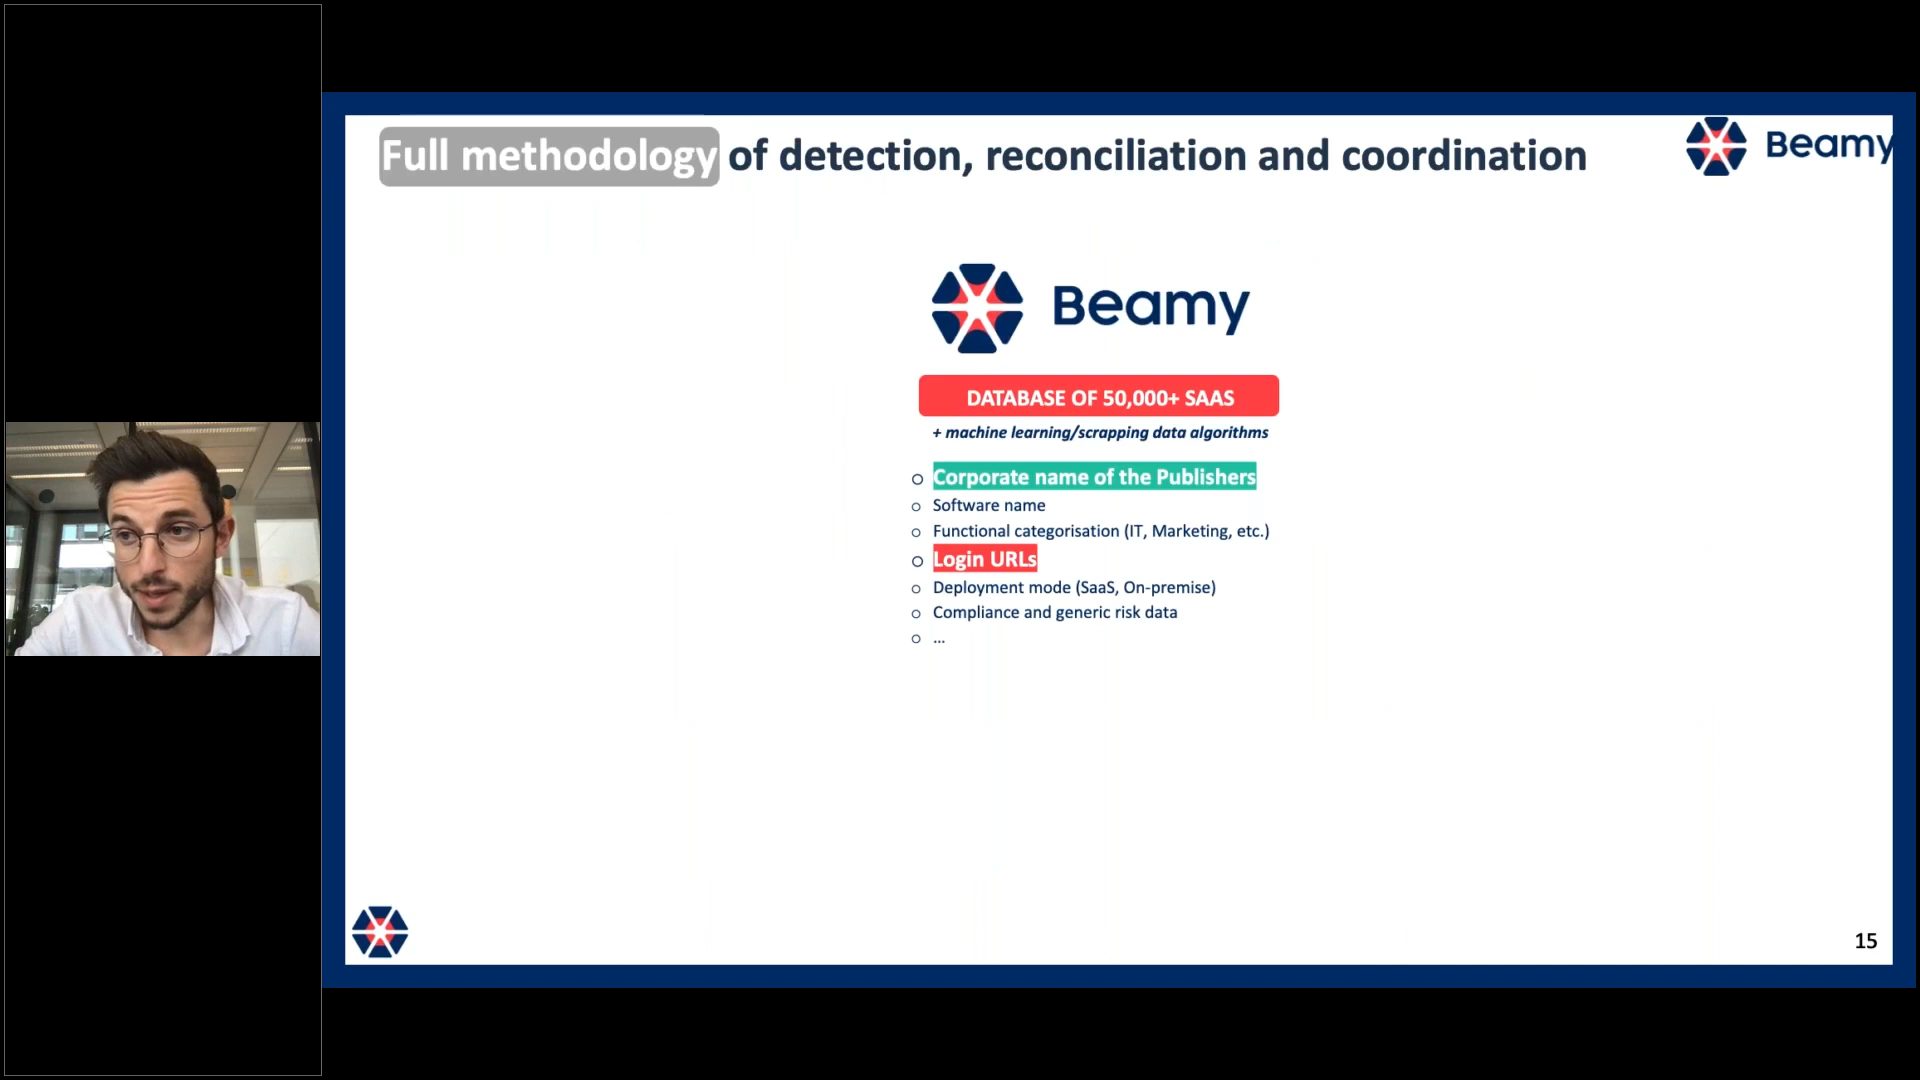 Full methodology of detection, reconciliation and coordination
Beamy
Beamy
DATABASE OF 50,000+ SAAS
+ machine learning/scrapping data algorithms
o Corporate name of the Publishers
o Software name
o Functional categorisation (IT, Marketing, etc.)
o Login URLs
o Deployment mode (SaaS, On-premise)
o Compliance and generic risk data
o ...
15